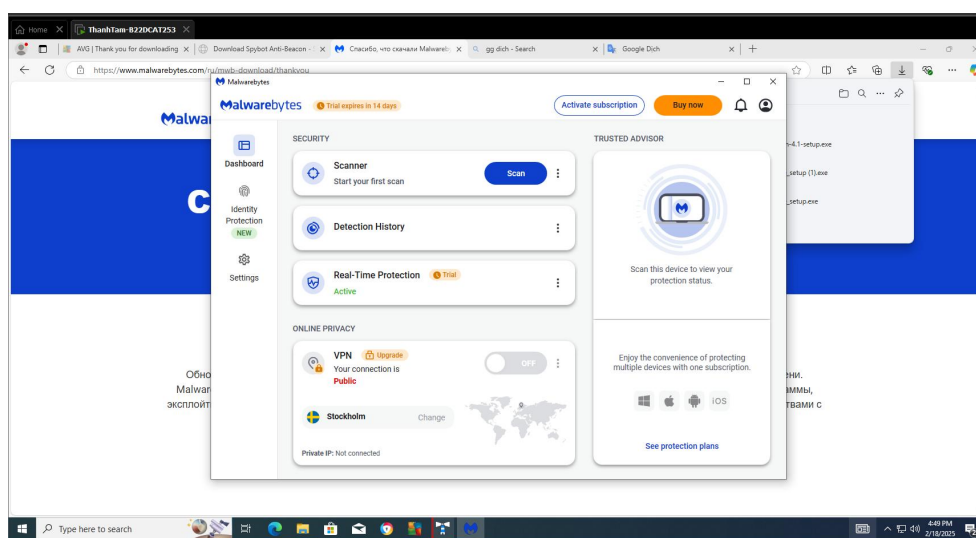 Home
ThanhTam-B22DCAT253
AVG | Thank you for downloading
Download Spybot Anti-Beacon -
Спасибо, что скачали Malwareb
gg dich - Search
Google Dịch
https://www.malwarebytes.com/ru/mwb-download/thankyou
Malwarebytes
Malwarebytes
Trial expires in 14 days
Activate subscription
Buy now
Malwa
Dashboard
Identity
Protection
NEW
Settings
SECURITY
Scanner
Start your first scan
Scan
Detection History
Real-Time Protection
Trial
Active
ONLINE PRIVACY
VPN
Upgrade
Your connection is
Public
OFF
Stockholm
Change
Private IP: Not connected
TRUSTED ADVISOR
Scan this device to view your
protection status.
Enjoy the convenience of protecting
multiple devices with one subscription.
iOS
See protection plans
-4.1-setup.exe
_setup (1).exe
_setup.exe
С
Обно
Malwar
эксплойт
ени.
аммы,
твами с
Type here to search
4:49 PM
2/18/2025